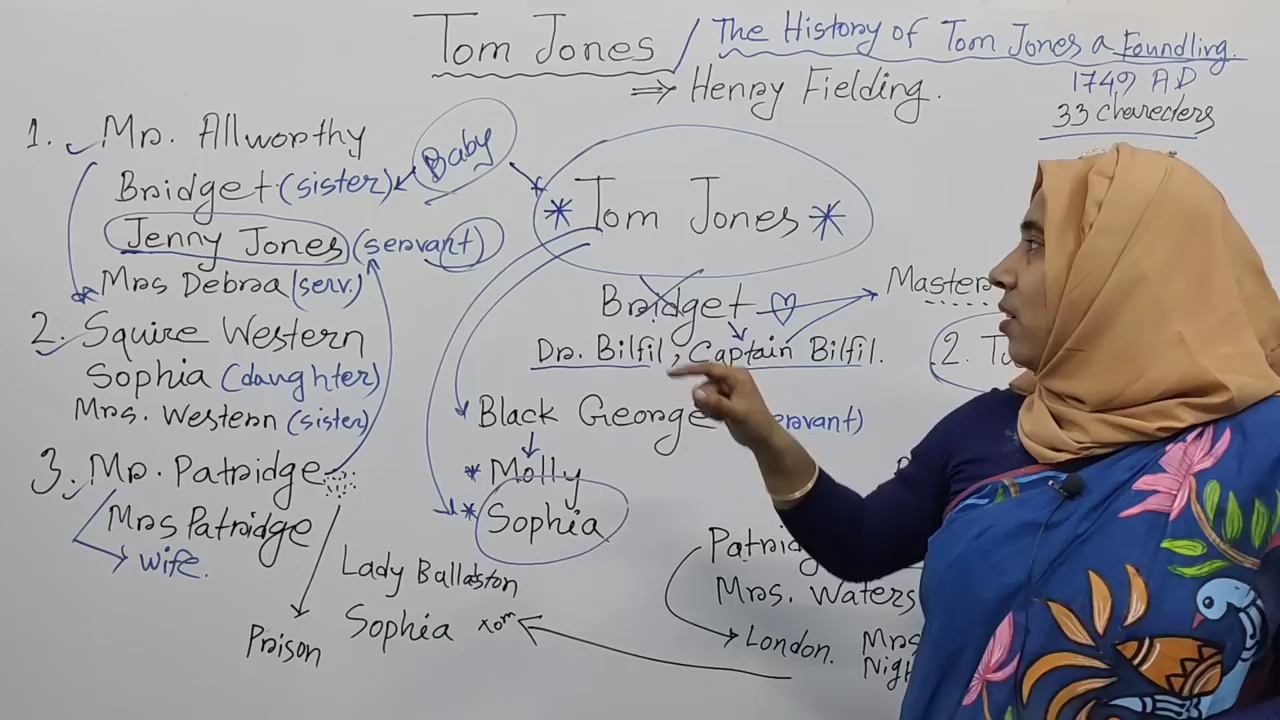 Tom Jones / The History of Tom Jones a Foundling.
⇒ Henry Fielding.
1749 AD
33 charecters
1. Mr. Allworthy
Bridget (sister)
Baby
Jenny Jones (servant)
Mrs Debra (serv.)
2. Squire Western
Sophia (daughter)
Mrs. Western (sister)
3. Mr. Patridge
Mrs Patridge
Wife.
Prison
* Tom Jones *
Bridget
Dr. Bilfil, Captain Bilfil.
Master
2.
Black George
* Molly
* Sophia
Lady Ballaston
Sophia
Mrs. Waters
London.